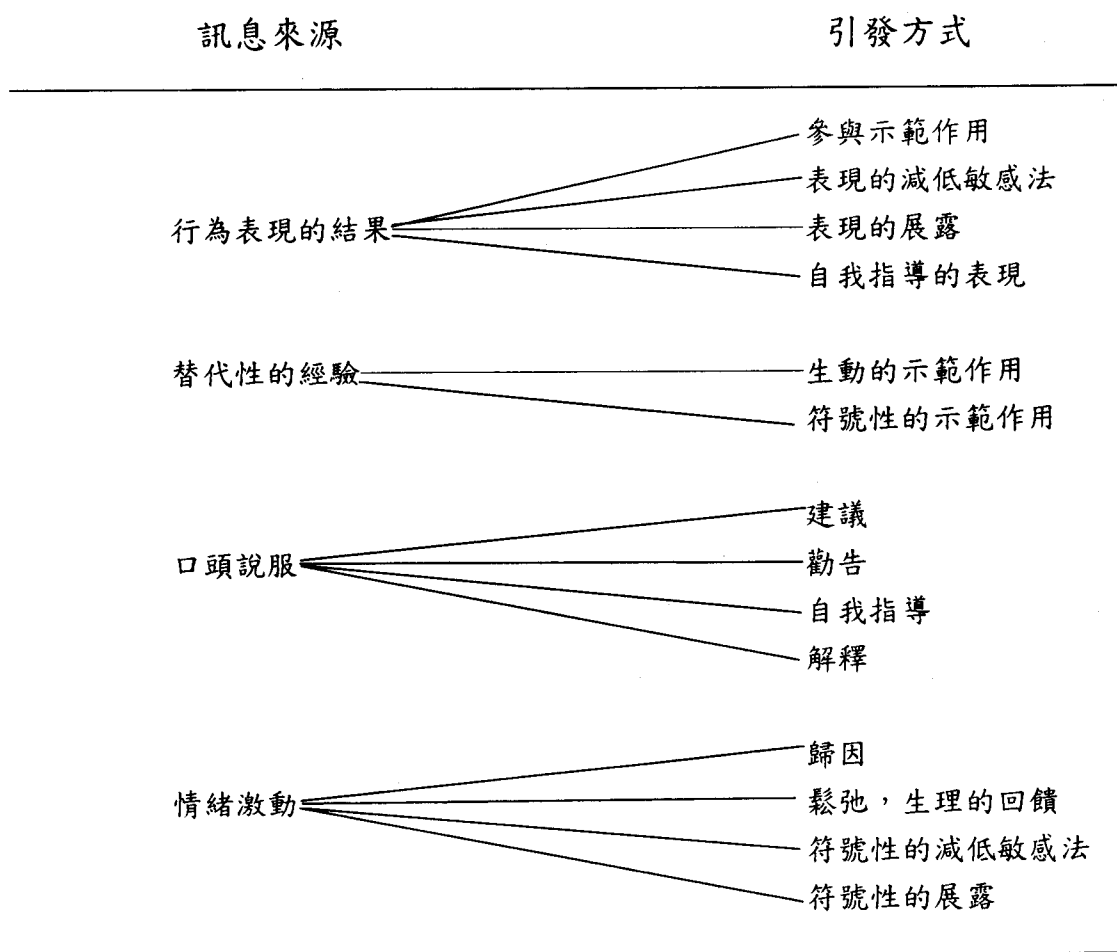 訊息來源 引發方式
參與示範作用
表現的減低敏感法
行為表現的結果 表現的展露
自我指導的表現
替代性的經驗 生動的示範作用
符號性的示範作用
建議
口頭說服 勸告
自我指導
解釋
歸因
情緒激動 鬆弛，生理的回饋
符號性的減低敏感法
符號性的展露